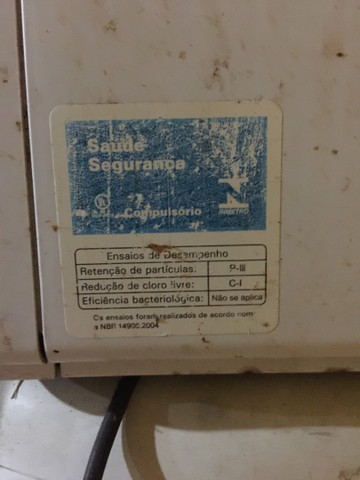 Saúde
Segurança
Compulsório
INMETRO
Ensaios de Desempenho
Retenção de partículas: P-III
Redução de cloro livre: C-I
Eficiência bacteriológica: Não se aplica
Os ensaios foram realizados de acordo com
a NBR 14908:2004